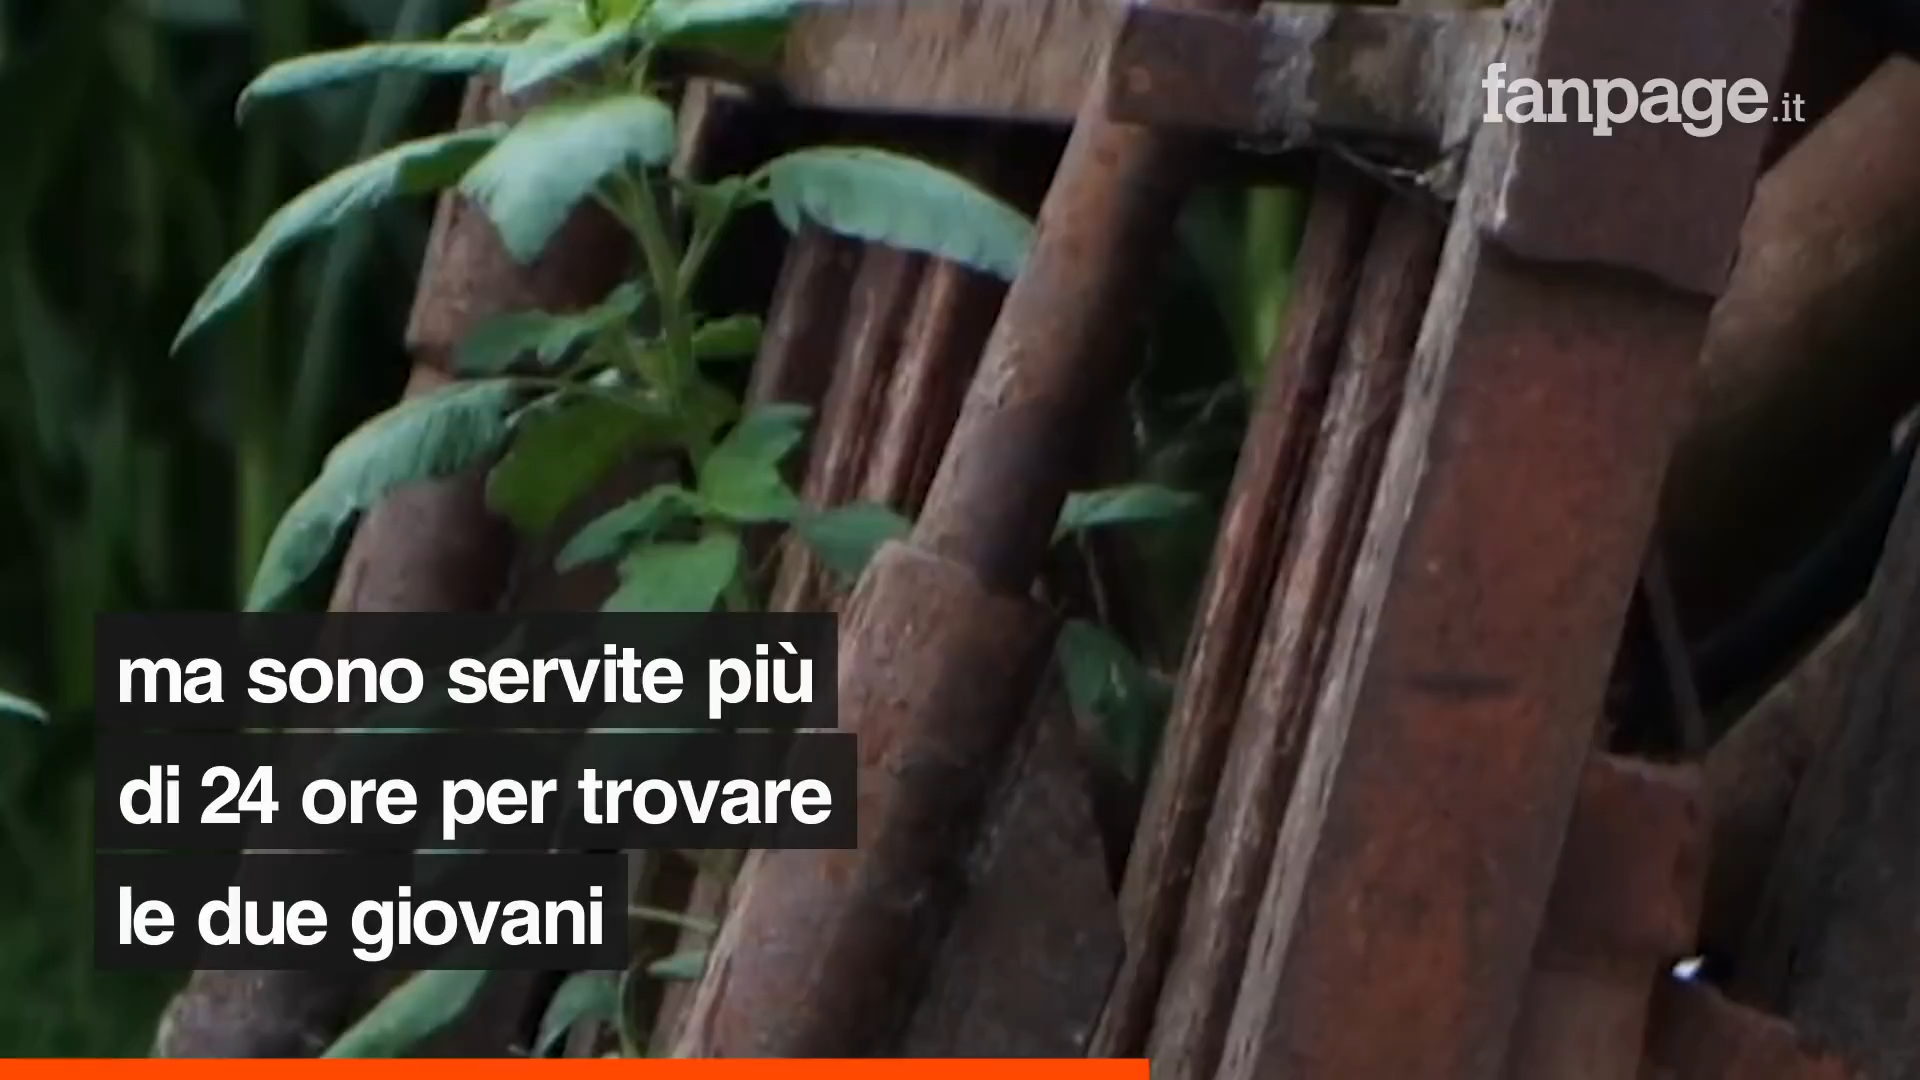 fanpage.it
ma sono servite più
di 24 ore per trovare
le due giovani